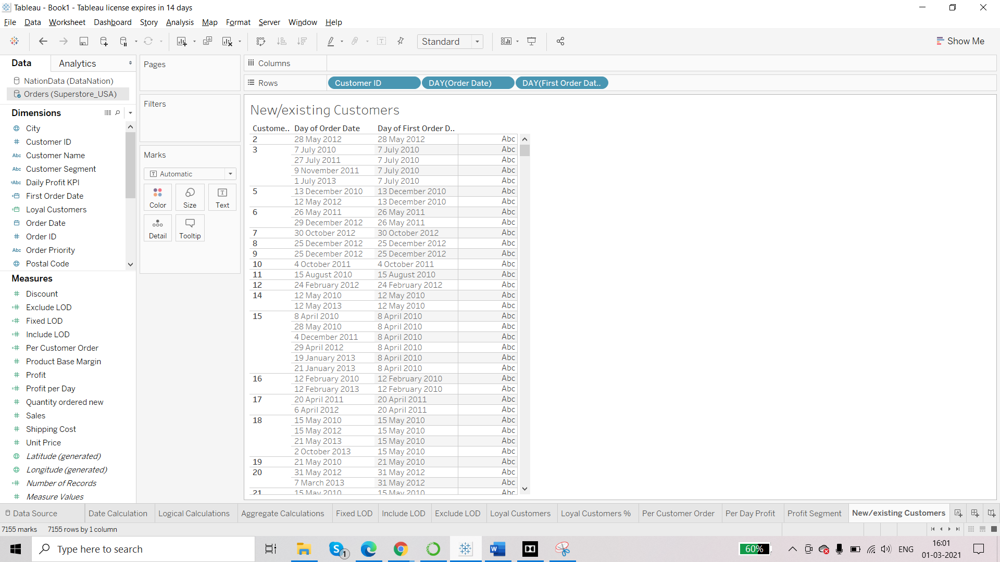 Tableau - Book1 - Tableau license expires in 14 days
File Data Worksheet Dashboard Story Analysis Map Format Server Window Help
Standard
Show Me
Data Analytics
NationData (DataNation)
Orders (Superstore_USA)
Dimensions
City
Customer ID
Abc Customer Name
Abc Customer Segment
=Abc Daily Profit KPI
First Order Date
Loyal Customers
Order Date
Order ID
Abc Order Priority
Postal Code
Measures
Discount
Exclude LOD
Fixed LOD
Include LOD
Per Customer Order
Product Base Margin
Profit
Profit per Day
Quantity ordered new
Sales
Shipping Cost
Unit Price
Latitude (generated)
Longitude (generated)
Number of Records
Measure Values
Pages
Filters
Marks
Automatic
Color Size Text
Detail Tooltip
Columns
Rows Customer ID DAY(Order Date) DAY(First Order Dat..
New/existing Customers
Custome.. Day of Order Date Day of First Order D..
2 28 May 2012 28 May 2012 Abc
3 7 July 2010 7 July 2010 Abc
27 July 2011 7 July 2010 Abc
9 November 2011 7 July 2010 Abc
1 July 2013 7 July 2010 Abc
5 13 December 2010 13 December 2010 Abc
12 May 2012 13 December 2010 Abc
6 26 May 2011 26 May 2011 Abc
29 December 2012 26 May 2011 Abc
7 30 October 2012 30 October 2012 Abc
8 25 December 2012 25 December 2012 Abc
9 25 December 2012 25 December 2012 Abc
10 4 October 2011 4 October 2011 Abc
11 15 August 2010 15 August 2010 Abc
12 24 February 2012 24 February 2012 Abc
14 12 May 2010 12 May 2010 Abc
12 May 2013 12 May 2010 Abc
15 8 April 2010 8 April 2010 Abc
28 May 2010 8 April 2010 Abc
4 December 2011 8 April 2010 Abc
29 April 2012 8 April 2010 Abc
19 January 2013 8 April 2010 Abc
21 January 2013 8 April 2010 Abc
16 12 February 2010 12 February 2010 Abc
12 February 2013 12 February 2010 Abc
17 20 April 2011 20 April 2011 Abc
6 April 2012 20 April 2011 Abc
18 15 May 2010 15 May 2010 Abc
15 May 2012 15 May 2010 Abc
21 May 2013 15 May 2010 Abc
2 October 2013 15 May 2010 Abc
19 21 May 2010 21 May 2010 Abc
20 31 May 2012 31 May 2012 Abc
7 March 2013 31 May 2012 Abc
21 15 May 2010 15 May 2010 Abc
Data Source Date Calculation Logical Calculations Aggregate Calculations Fixed LOD Include LOD Exclude LOD Loyal Customers Loyal Customers % Per Customer Order Per Day Profit Profit Segment New/existing Customers
7155 marks 7155 rows by 1 column
Type here to search
1
60%
ENG
16:01
01-03-2021